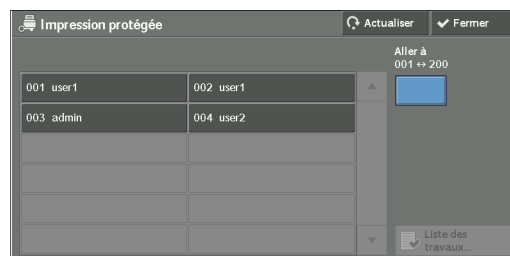 Impression protégée
Actualiser
Fermer
Aller à
001 ↔ 200
001 user1
002 user1
003 admin
004 user2
Liste des
travaux...